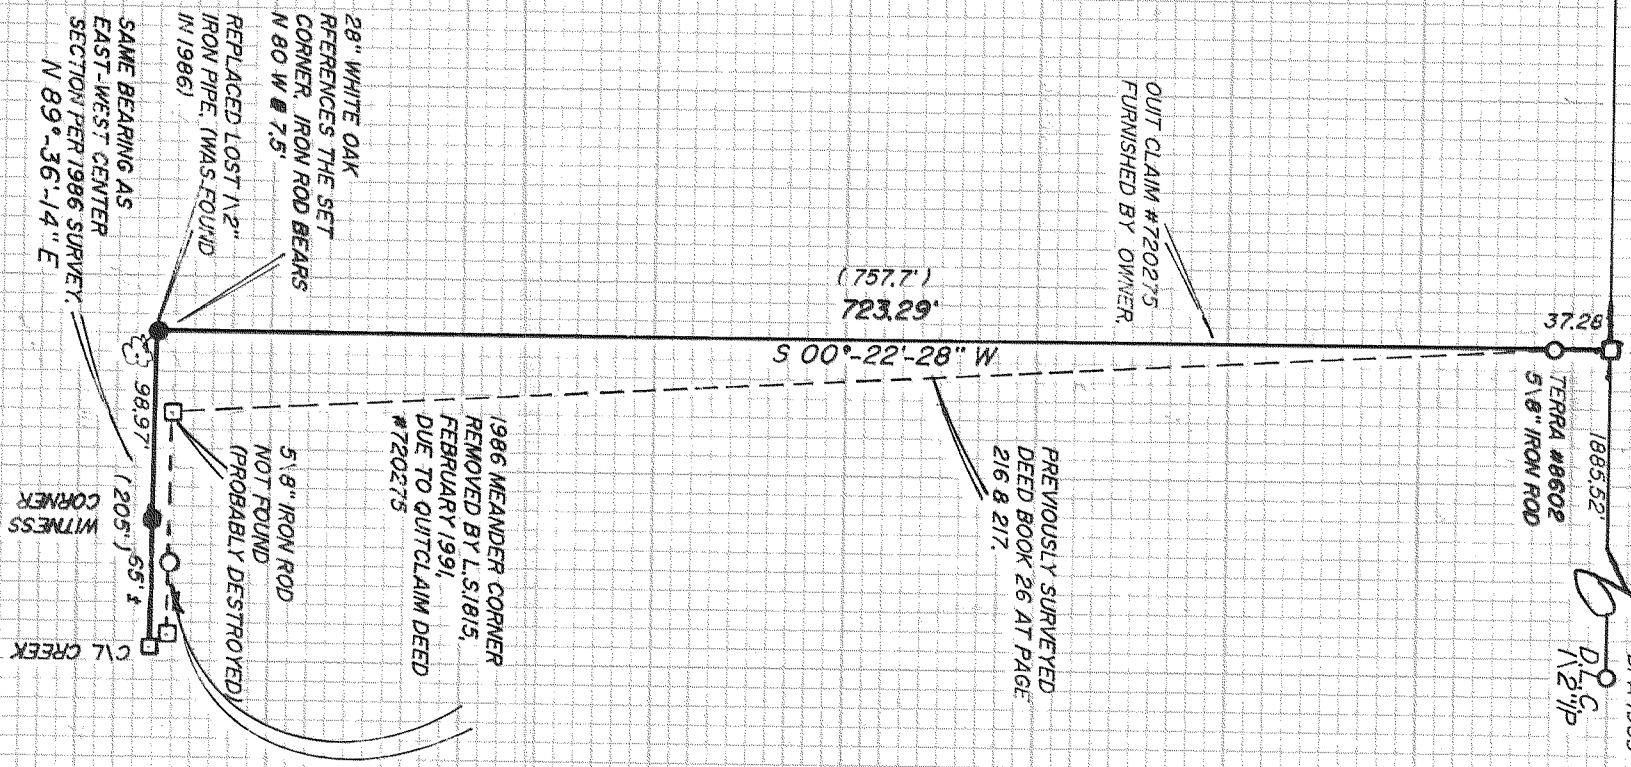 28" WHITE OAK
RFERENCES THE SET
CORNER. IRON ROD BEARS
N 80 W @ 7.5'
REPLACED LOST 1\2"
IRON PIPE. (WAS FOUND
IN 1986)
SAME BEARING AS
EAST-WEST CENTER
SECTION PER 1986 SURVEY.
N 89°-36'-14" E
QUIT CLAIM #720275
FURNISHED BY OWNER.
(757.7')
723.29'
S 00°-22'-28" W
37.28'
TERRA #8602
5\8" IRON ROD
1885.52'
D.L.C.
1\2" I/P
PREVIOUSLY SURVEYED
DEED BOOK 26 AT PAGE
216 & 217.
1986 MEANDER CORNER
REMOVED BY L.S.1815,
FEBRUARY 1991,
DUE TO QUITCLAIM DEED
#720275
5\8" IRON ROD
NOT FOUND
(PROBABLY DESTROYED)
98.97'
(205')
65' ±
WITNESS
CORNER
C\L CREEK